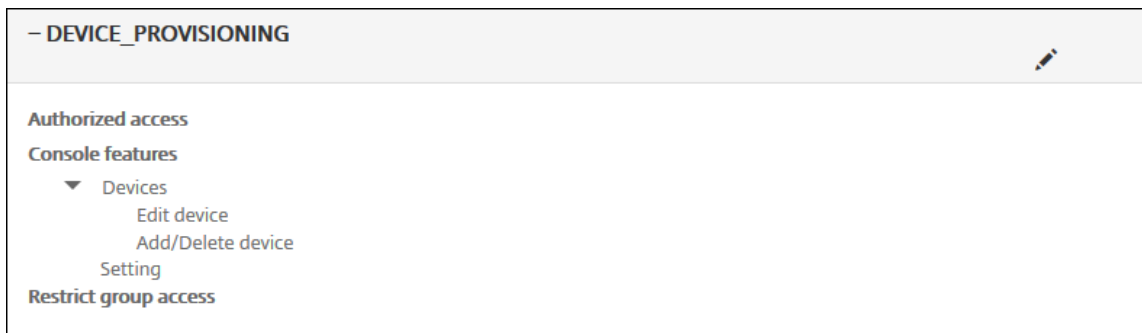 – DEVICE_PROVISIONING
Authorized access
Console features
Devices
Edit device
Add/Delete device
Setting
Restrict group access